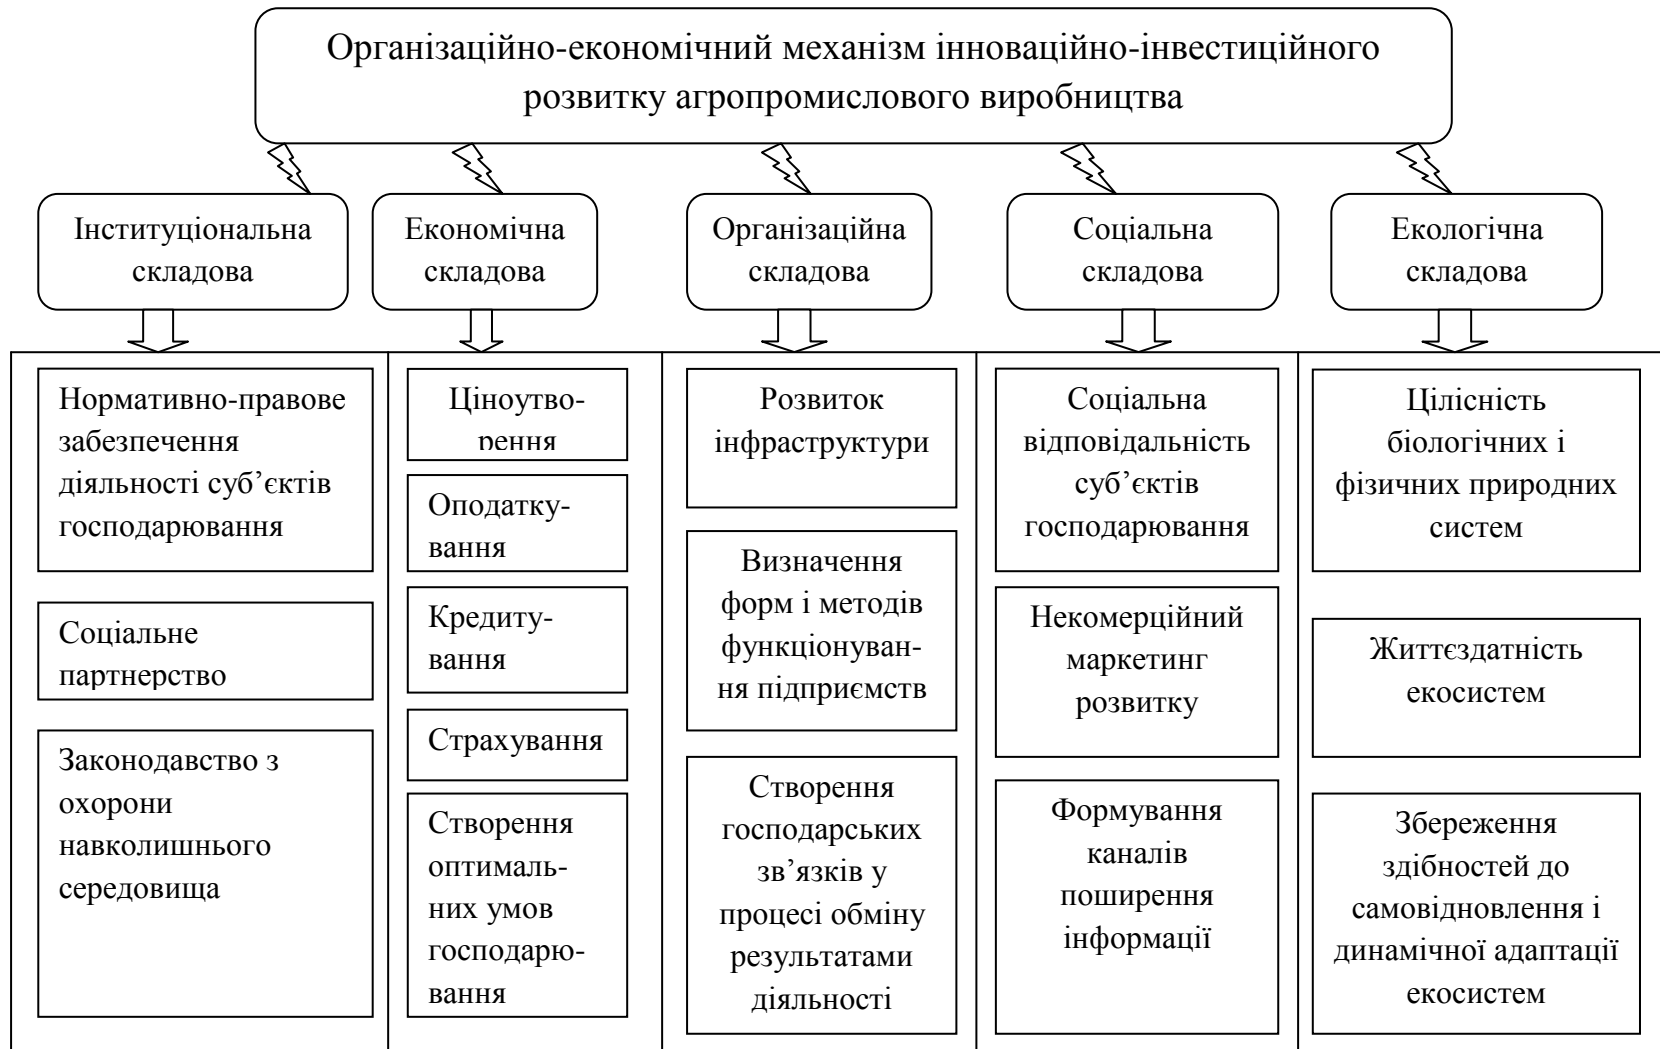 Організаційно-економічний механізм інноваційно-інвестиційного
розвитку агропромислового виробництва
Інституціональна
складова
Економічна
складова
Організаційна
складова
Соціальна
складова
Екологічна
складова
Нормативно-правове
забезпечення
діяльності суб’єктів
господарювання
Соціальне
партнерство
Законодавство з
охорони
навколишнього
середовища
Ціноутво-
рення
Оподатку-
вання
Кредиту-
вання
Страхування
Створення
оптималь-
них умов
господарю-
вання
Розвиток
інфраструктури
Визначення
форм і методів
функціонуван-
ня підприємств
Створення
господарських
зв’язків у
процесі обміну
результатами
діяльності
Соціальна
відповідальність
суб’єктів
господарювання
Некомерційний
маркетинг
розвитку
Формування
каналів
поширення
інформації
Цілісність
біологічних і
фізичних природних
систем
Життєздатність
екосистем
Збереження
здібностей до
самовідновлення і
динамічної адаптації
екосистем